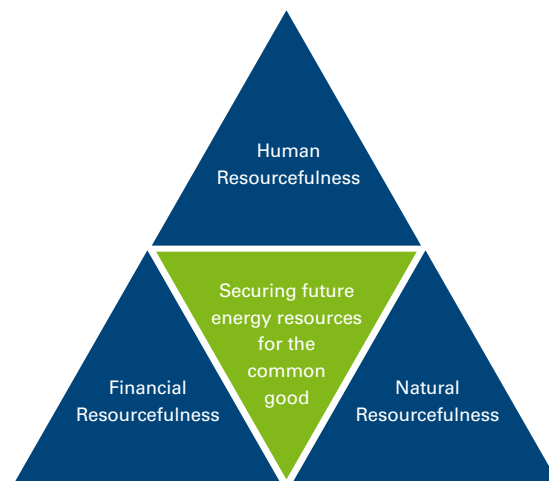 Human
Resourcefulness
Securing future
energy resources
for the
common
good
Financial
Resourcefulness
Natural
Resourcefulness